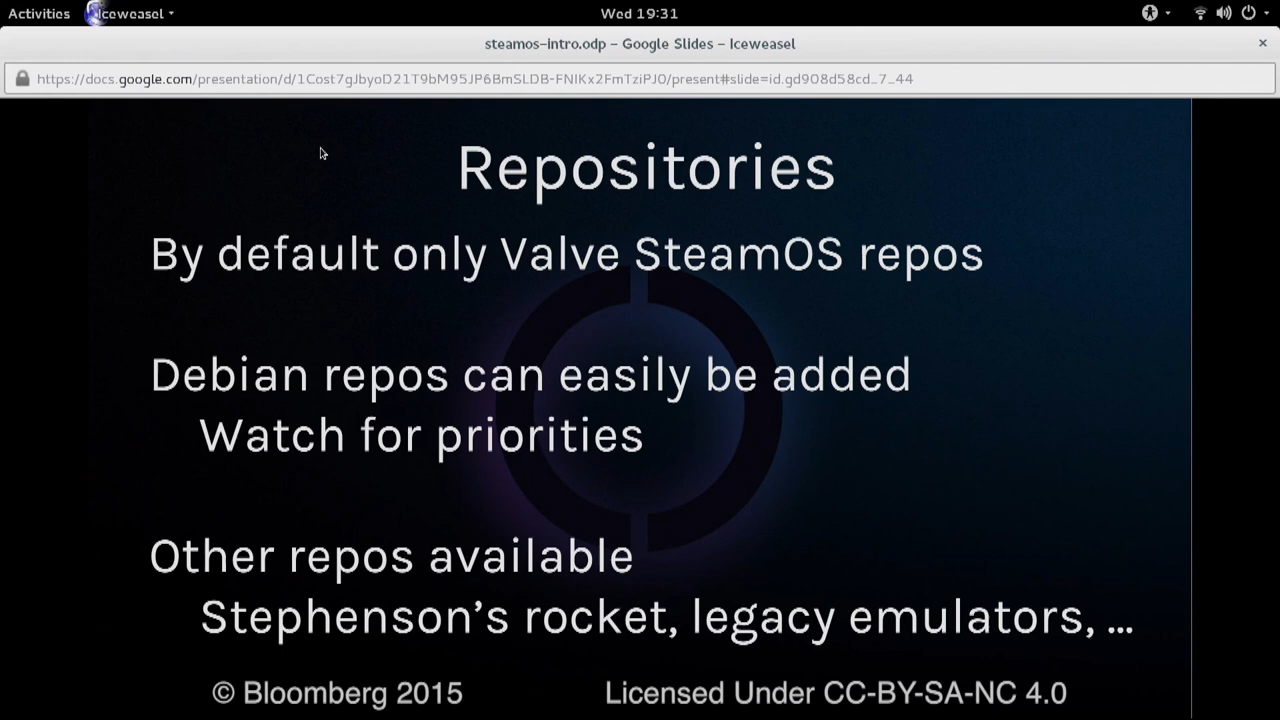 Activities Iceweasel Wed 19:31
steamos-intro.odp – Google Slides – Iceweasel
https://docs.google.com/presentation/d/1Cost7gJbyoD21T9bM95JP6BmSLDB-FNIKx2FmTziPJ0/present#slide=id.gd908d58cd_7_44
Repositories
By default only Valve SteamOS repos
Debian repos can easily be added
Watch for priorities
Other repos available
Stephenson’s rocket, legacy emulators, ...
© Bloomberg 2015 Licensed Under CC-BY-SA-NC 4.0